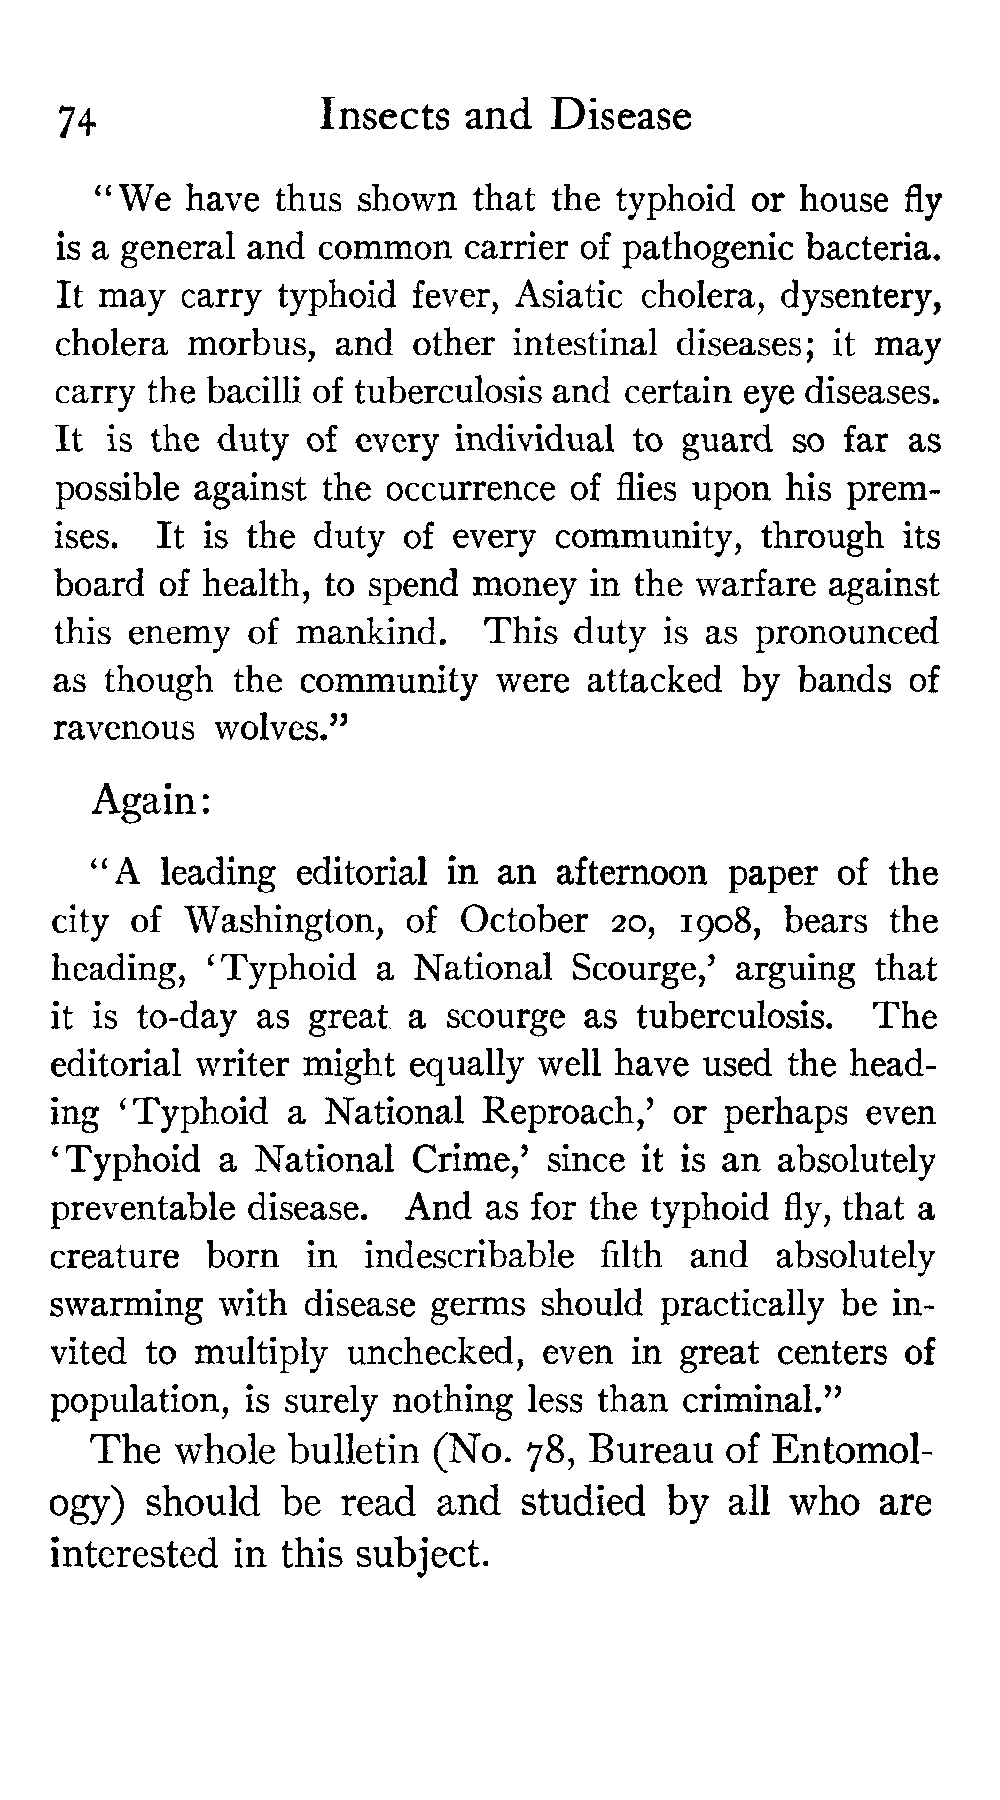 74 Insects and Disease
"We have thus shown that the typhoid or house fly
is a general and common carrier of pathogenic bacteria.
It may carry typhoid fever, Asiatic cholera, dysentery,
cholera morbus, and other intestinal diseases; it may
carry the bacilli of tuberculosis and certain eye diseases.
It is the duty of every individual to guard so far as
possible against the occurrence of flies upon his prem-
ises. It is the duty of every community, through its
board of health, to spend money in the warfare against
this enemy of mankind. This duty is as pronounced
as though the community were attacked by bands of
ravenous wolves."
Again:
"A leading editorial in an afternoon paper of the
city of Washington, of October 20, 1908, bears the
heading, 'Typhoid a National Scourge,' arguing that
it is to-day as great a scourge as tuberculosis. The
editorial writer might equally well have used the head-
ing 'Typhoid a National Reproach,' or perhaps even
'Typhoid a National Crime,' since it is an absolutely
preventable disease. And as for the typhoid fly, that a
creature born in indescribable filth and absolutely
swarming with disease germs should practically be in-
vited to multiply unchecked, even in great centers of
population, is surely nothing less than criminal."
The whole bulletin (No. 78, Bureau of Entomol-
ogy) should be read and studied by all who are
interested in this subject.